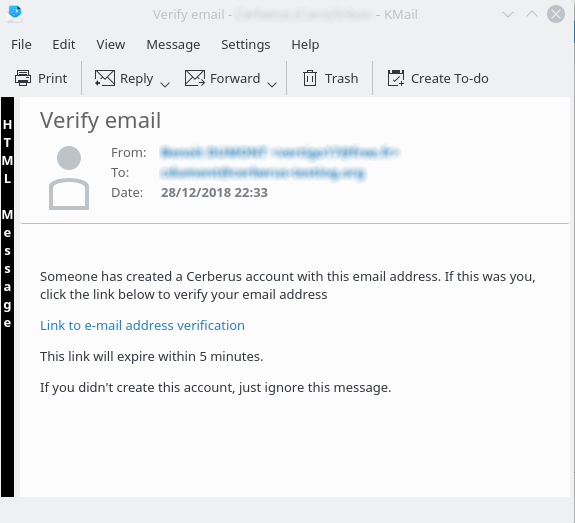 Verify email - – KMail
File Edit View Message Settings Help
Print Reply Forward Trash Create To-do
HTML Message
Verify email
From:
To:
Date: 28/12/2018 22:33
Someone has created a Cerberus account with this email address. If this was you,
click the link below to verify your email address
Link to e-mail address verification
This link will expire within 5 minutes.
If you didn't create this account, just ignore this message.